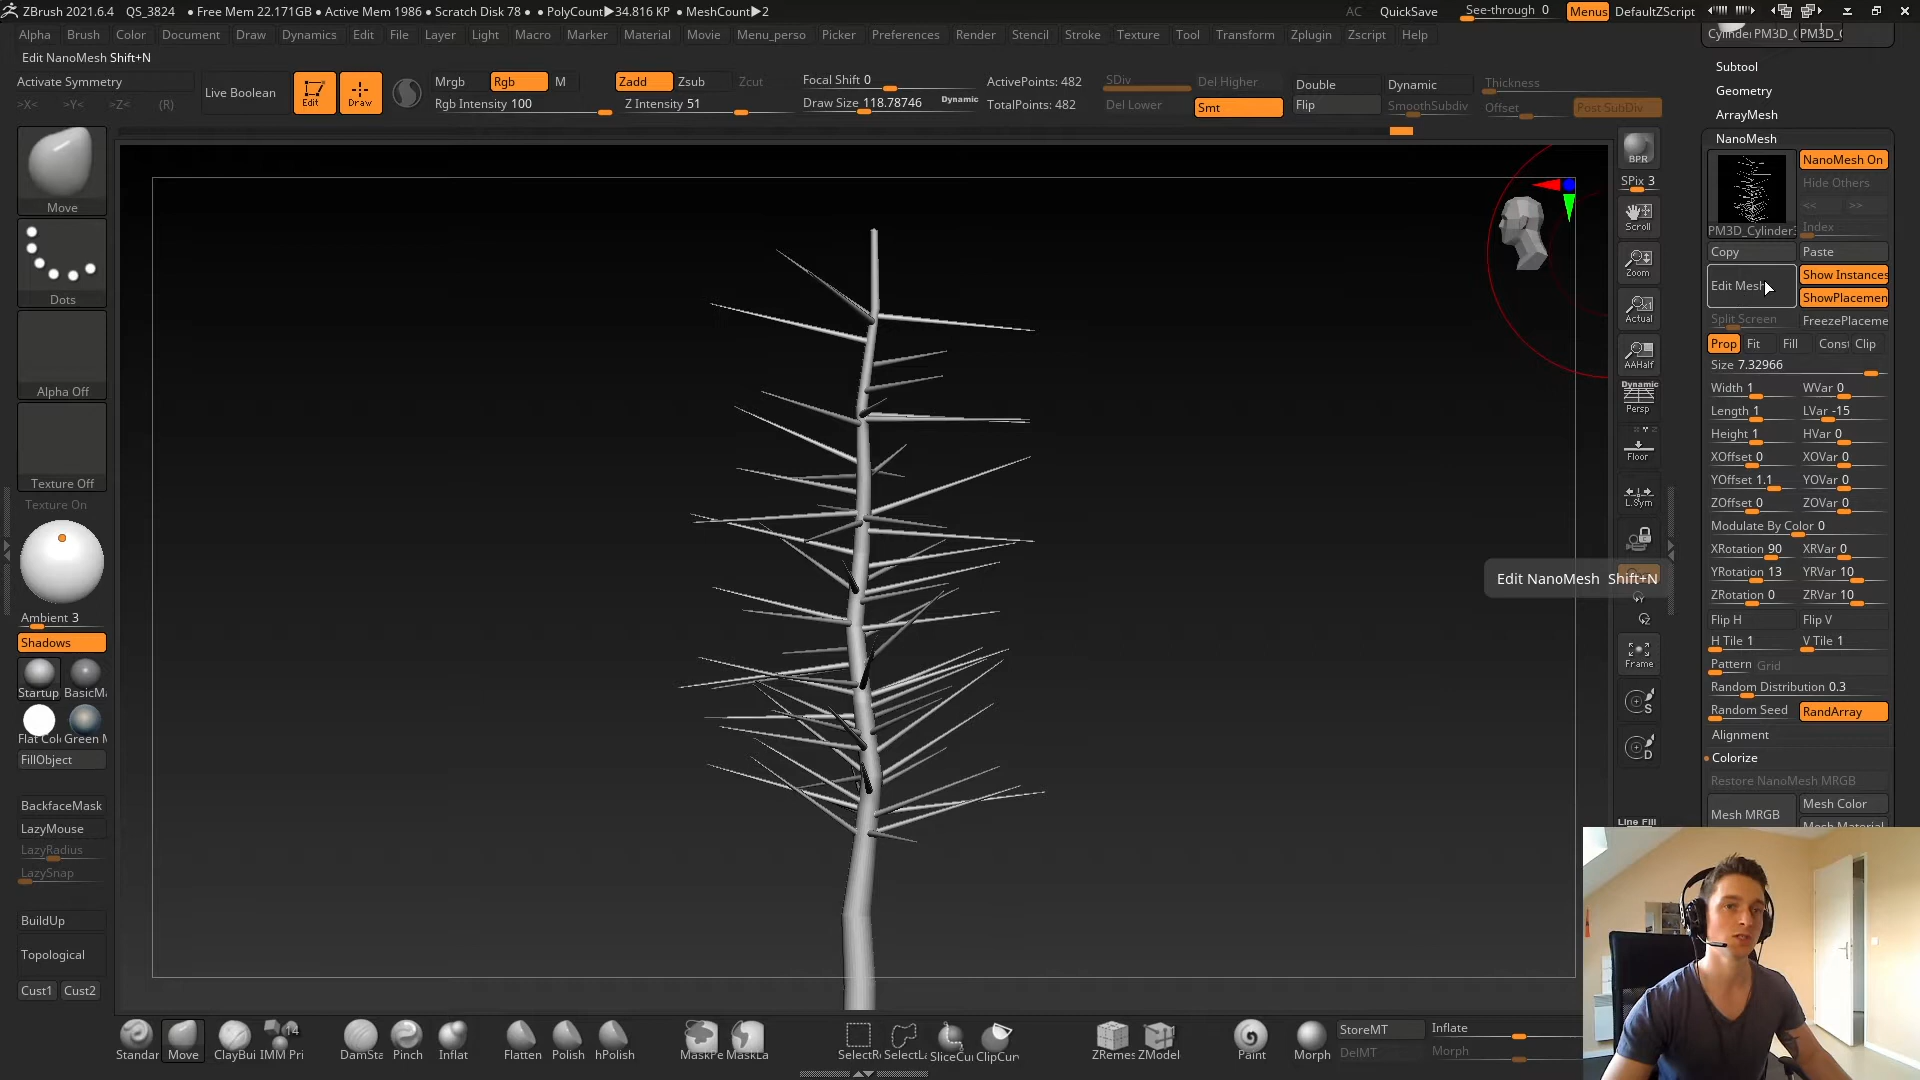 ZBrush 2021.6.4 QS_3824 • Free Mem 22.171GB • Active Mem 1986 • Scratch Disk 78 • • PolyCount▶34.816 KP • MeshCount▶2 AC QuickSave See-through 0 Menus DefaultZScript
Alpha Brush Color Document Draw Dynamics Edit File Layer Light Macro Marker Material Movie Menu_perso Picker Preferences Render Stencil Stroke Texture Tool Transform Zplugin Zscript Help
Edit NanoMesh Shift+N
Activate Symmetry
>X< >Y< >Z< (R)
Live Boolean
Edit
Draw
Mrgb Rgb M
Rgb Intensity 100
Zadd Zsub Zcut
Z Intensity 51
Focal Shift 0
Draw Size 118.78746 Dynamic
ActivePoints: 482
TotalPoints: 482
SDiv Del Higher
Del Lower Smt
Double
Flip
Dynamic
SmoothSubdiv
Thickness
Offset Post SubDiv
Move
Dots
Alpha Off
Texture Off
Texture On
Ambient 3
Shadows
Startup BasicMa
Flat Colo Green M
FillObject
BackfaceMask
LazyMouse
LazyRadius
LazySnap
BuildUp
Topological
Cust1 Cust2
BPR
SPix 3
Scroll
Zoom
Actual
AAHalf
Dynamic
Persp
Floor
L.Sym
Edit NanoMesh Shift+N
Frame
S
D
Line Fill
Cylinde PM3D_C PM3D_C
Subtool
Geometry
ArrayMesh
NanoMesh
NanoMesh On
Hide Others
<< >>
PM3D_Cylinder3 Index
Copy Paste
Edit Mesh Show Instances
ShowPlacemen
Split Screen FreezePlaceme
Prop Fit Fill Const Clip
Size 7.32966
Width 1 WVar 0
Length 1 LVar -15
Height 1 HVar 0
XOffset 0 XOVar 0
YOffset 1.1 YOVar 0
ZOffset 0 ZOVar 0
Modulate By Color 0
XRotation 90 XRVar 0
YRotation 13 YRVar 10
ZRotation 0 ZRVar 10
Flip H Flip V
H Tile 1 V Tile 1
Pattern Grid
Random Distribution 0.3
Random Seed RandArray
Alignment
Colorize
Restore NanoMesh MRGB
Mesh MRGB Mesh Color
Mesh Material
Standar Move ClayBui IMM Pri 14 DamSta Pinch Inflat Flatten Polish hPolish MaskPe MaskLa SelectRe SelectLa SliceCur ClipCurv ZRemes ZModel Paint Morph
StoreMT Inflate
DelMT Morph